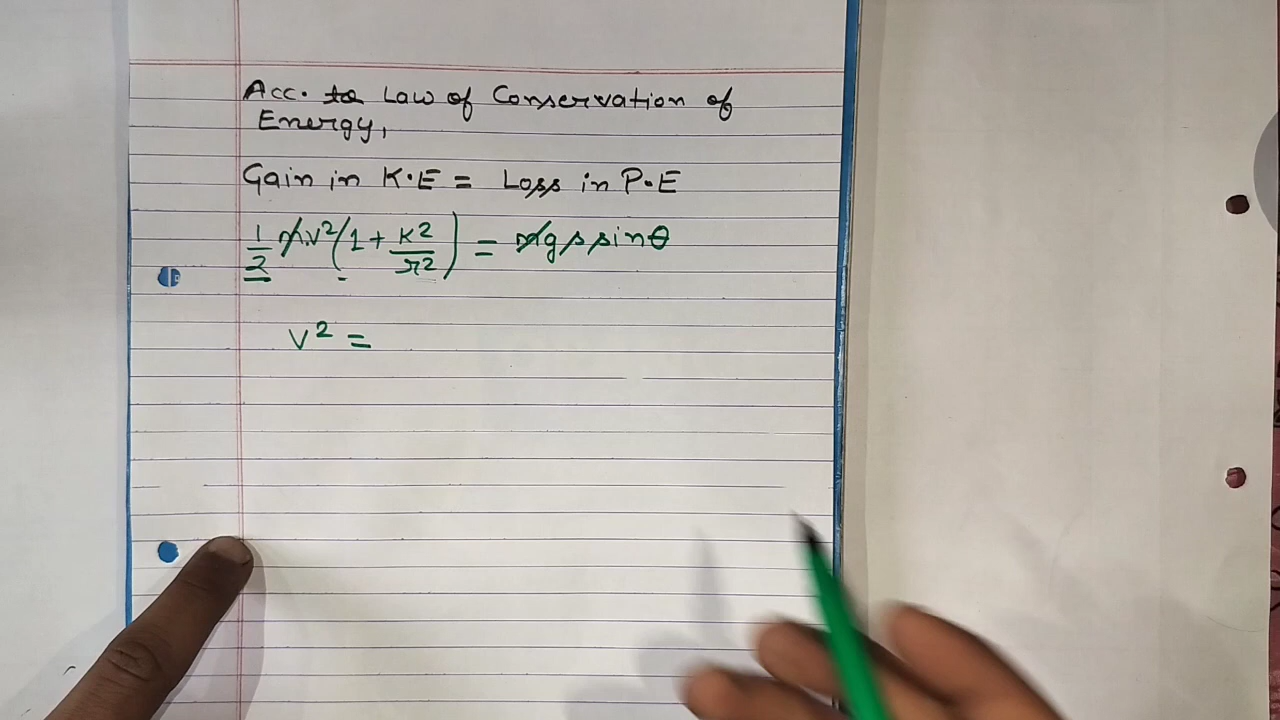 Acc. to Law of Conservation of
Energy,
Gain in K.E = Loss in P.E
1/2 mv²(1 + K²/r²) = mgs sinθ
v² =